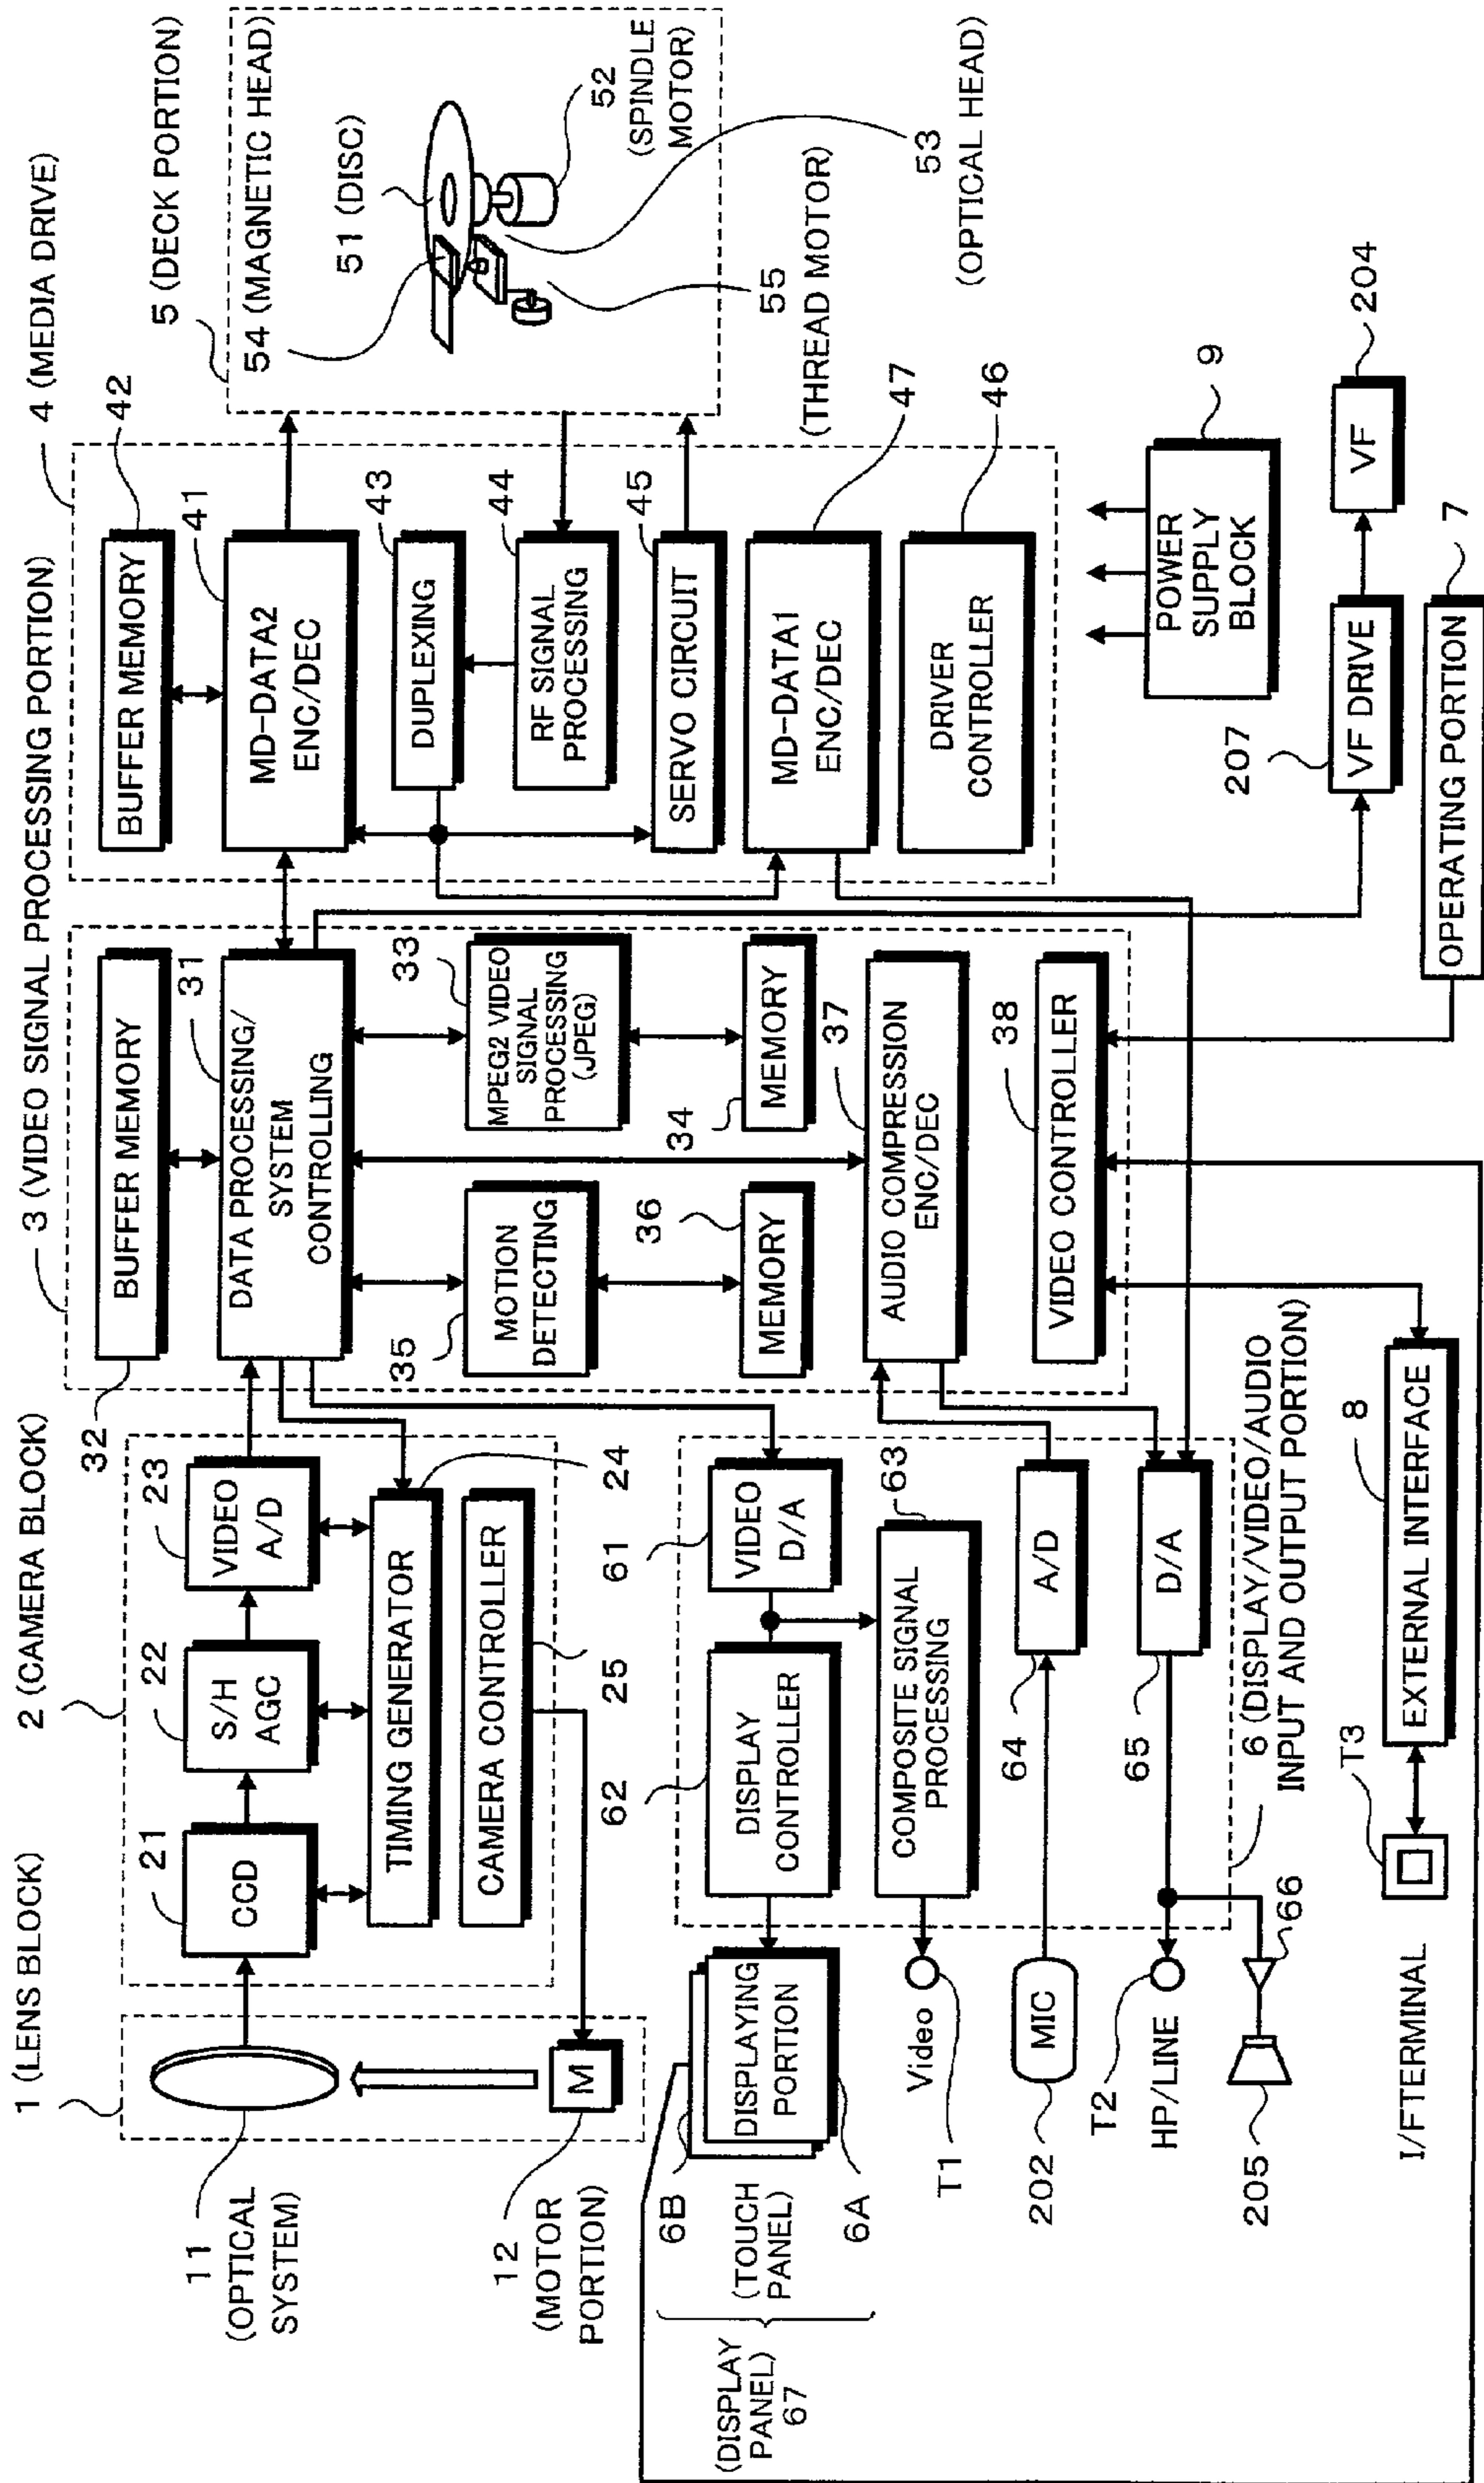 1 (LENS BLOCK)
11
(OPTICAL
SYSTEM)
12
(MOTOR
PORTION)
M
2 (CAMERA BLOCK)
21
CCD
22
S/H
AGC
23
VIDEO
A/D
TIMING GENERATOR
24
CAMERA CONTROLLER
25
3 (VIDEO SIGNAL PROCESSING PORTION)
32
BUFFER MEMORY
31
DATA PROCESSING/
SYSTEM
CONTROLLING
33
MPEG2 VIDEO
SIGNAL
PROCESSING
(JPEG)
34
MEMORY
35
MOTION
DETECTING
36
MEMORY
37
AUDIO COMPRESSION
ENC/DEC
38
VIDEO CONTROLLER
4 (MEDIA DRIVE)
42
BUFFER MEMORY
41
MD-DATA2
ENC/DEC
43
DUPLEXING
44
RF SIGNAL
PROCESSING
45
SERVO CIRCUIT
47
MD-DATA1
ENC/DEC
46
DRIVER
CONTROLLER
5 (DECK PORTION)
54 (MAGNETIC HEAD)
51 (DISC)
52
(SPINDLE
MOTOR)
53
(OPTICAL HEAD)
55
(THREAD MOTOR)
61
VIDEO
D/A
62
DISPLAY
CONTROLLER
63
COMPOSITE SIGNAL
PROCESSING
64
A/D
65
D/A
6 (DISPLAY/VIDEO/AUDIO
INPUT AND OUTPUT PORTION)
DISPLAYING
PORTION
6B
(TOUCH
PANEL)
6A
(DISPLAY
PANEL)
67
Video
T1
MIC
202
T2
HP/LINE
66
205
I/FTERMINAL
T3
8
EXTERNAL INTERFACE
9
POWER
SUPPLY
BLOCK
207
VF DRIVE
VF
204
7
OPERATING PORTION